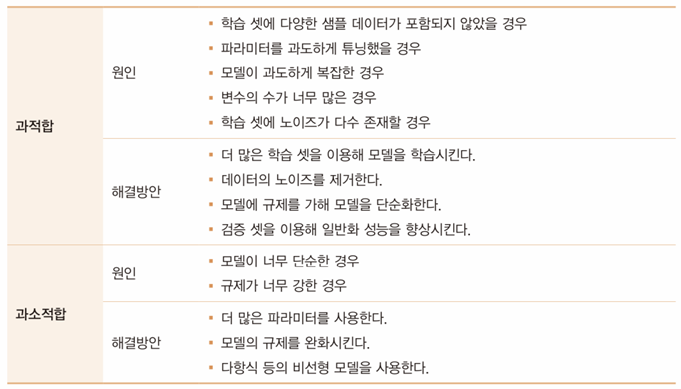 과적합
원인
▪ 학습 셋에 다양한 샘플 데이터가 포함되지 않았을 경우
▪ 파라미터를 과도하게 튜닝했을 경우
▪ 모델이 과도하게 복잡한 경우
▪ 변수의 수가 너무 많은 경우
▪ 학습 셋에 노이즈가 다수 존재할 경우
해결방안
▪ 더 많은 학습 셋을 이용해 모델을 학습시킨다.
▪ 데이터의 노이즈를 제거한다.
▪ 모델에 규제를 가해 모델을 단순화한다.
▪ 검증 셋을 이용해 일반화 성능을 향상시킨다.
과소적합
원인
▪ 모델이 너무 단순한 경우
▪ 규제가 너무 강한 경우
해결방안
▪ 더 많은 파라미터를 사용한다.
▪ 모델의 규제를 완화시킨다.
▪ 다항식 등의 비선형 모델을 사용한다.